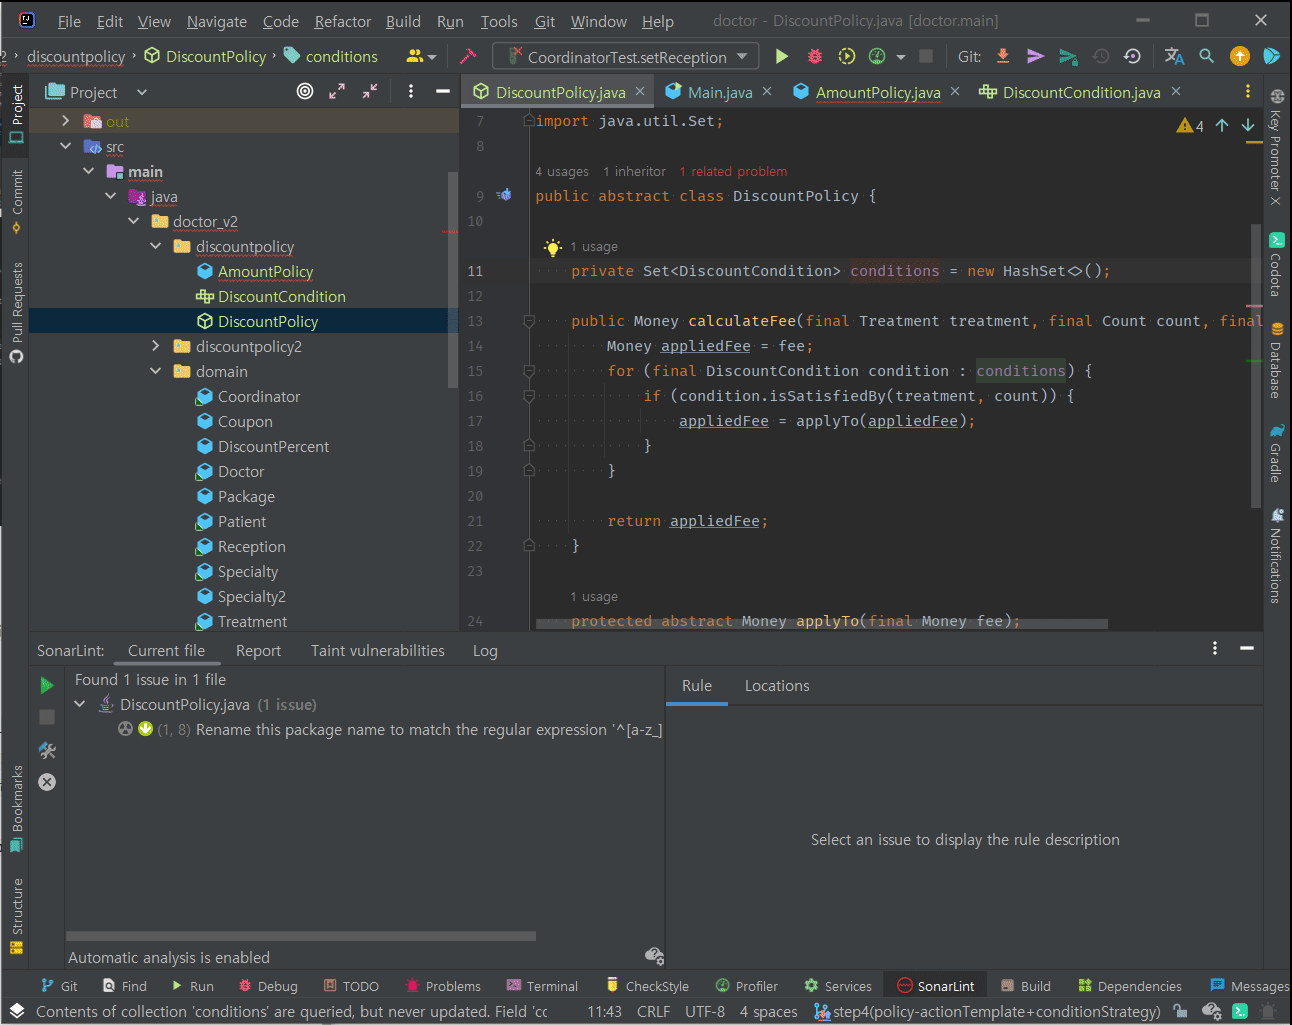 File Edit View Navigate Code Refactor Build Run Tools Git Window Help doctor - DiscountPolicy.java [doctor.main]
discountpolicy › DiscountPolicy › conditions CoordinatorTest.setReception Git:
Project
DiscountPolicy.java Main.java AmountPolicy.java DiscountCondition.java
Project
Commit
Pull Requests
Bookmarks
Structure
out
src
main
java
doctor_v2
discountpolicy
AmountPolicy
DiscountCondition
DiscountPolicy
discountpolicy2
domain
Coordinator
Coupon
DiscountPercent
Doctor
Package
Patient
Reception
Specialty
Specialty2
Treatment
4
7 import java.util.Set;
8
4 usages 1 inheritor 1 related problem
9 public abstract class DiscountPolicy {
10
1 usage
11 private Set<DiscountCondition> conditions = new HashSet<>();
12
13 public Money calculateFee(final Treatment treatment, final Count count, final
14 Money appliedFee = fee;
15 for (final DiscountCondition condition : conditions) {
16 if (condition.isSatisfiedBy(treatment, count)) {
17 appliedFee = applyTo(appliedFee);
18 }
19 }
20
21 return appliedFee;
22 }
23
1 usage
24 protected abstract Money applyTo(final Money fee);
Key Promoter X
Codota
Database
Gradle
Notifications
SonarLint: Current file Report Taint vulnerabilities Log
Found 1 issue in 1 file
DiscountPolicy.java (1 issue)
(1, 8) Rename this package name to match the regular expression '^[a-z_]
Automatic analysis is enabled
Rule Locations
Select an issue to display the rule description
Git Find Run Debug TODO Problems Terminal CheckStyle Profiler Services SonarLint Build Dependencies Messages
Contents of collection 'conditions' are queried, but never updated. Field 'co 11:43 CRLF UTF-8 4 spaces step4(policy-actionTemplate+conditionStrategy)